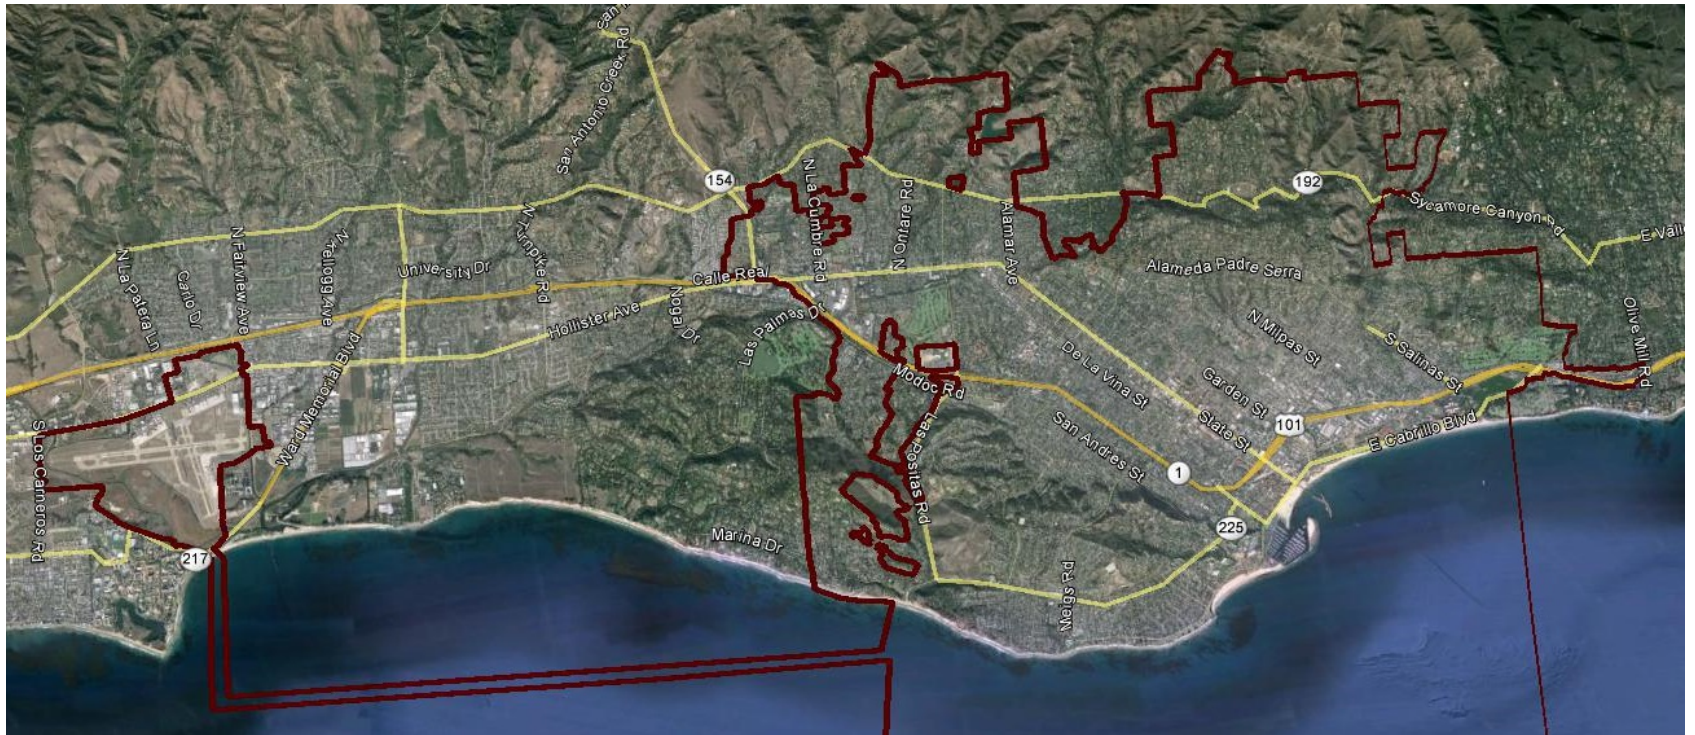 San Antonio Creek Rd
154
192
Sycamore Canyon Rd
N La Cumbre Rd
N Ontare Rd
Alamar Ave
N Turnpike Rd
N La Patera Ln
Carlo Dr
N Fairview Ave
N Kellogg Ave
University Dr
Calle Real
Hollister Ave
Nogal Dr
Las Palmas Dr
Alameda Padre Serra
N Milpas St
S Salinas St
Olive Mill Rd
Ward Memorial Blvd
Modoc Rd
De La Vina St
Garden St
State St
101
E Cabrillo Blvd
San Andres St
1
Las Positas Rd
S Los Carneros Rd
225
217
Marina Dr
Meigs Rd